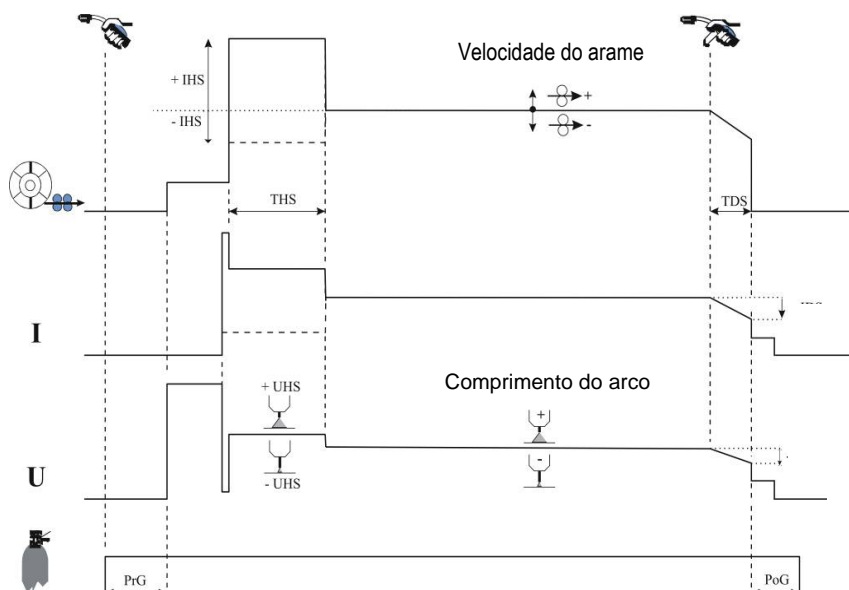 Velocidade do arame
+ IHS
- IHS
+
-
THS
TDS
I
Comprimento do arco
+ UHS
+
-
- UHS
U
PrG
PoG